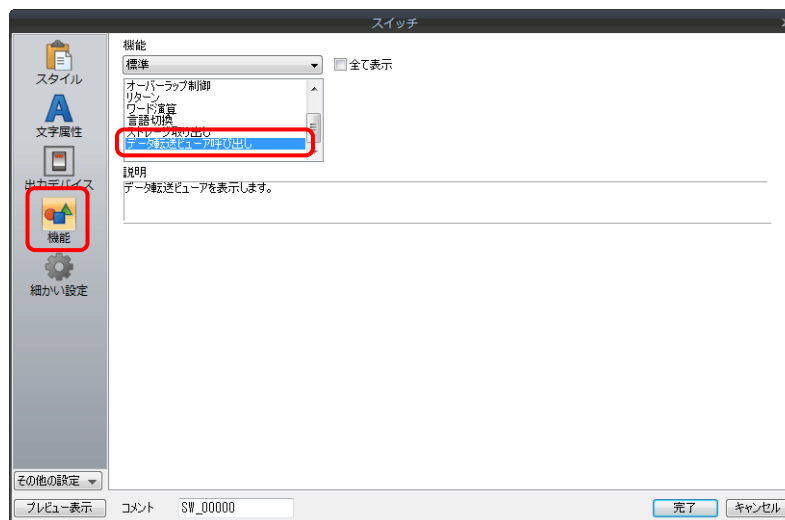 スイッチ
スタイル
文字属性
出力デバイス
機能
細かい設定
その他の設定
機能
標準
全て表示
オーバーラップ制御
リターン
ワード演算
言語切換
ストレージ取り出し
データ転送ビューア呼び出し
説明
データ転送ビューアを表示します。
プレビュー表示
コメント
SW_00000
完了
キャンセル